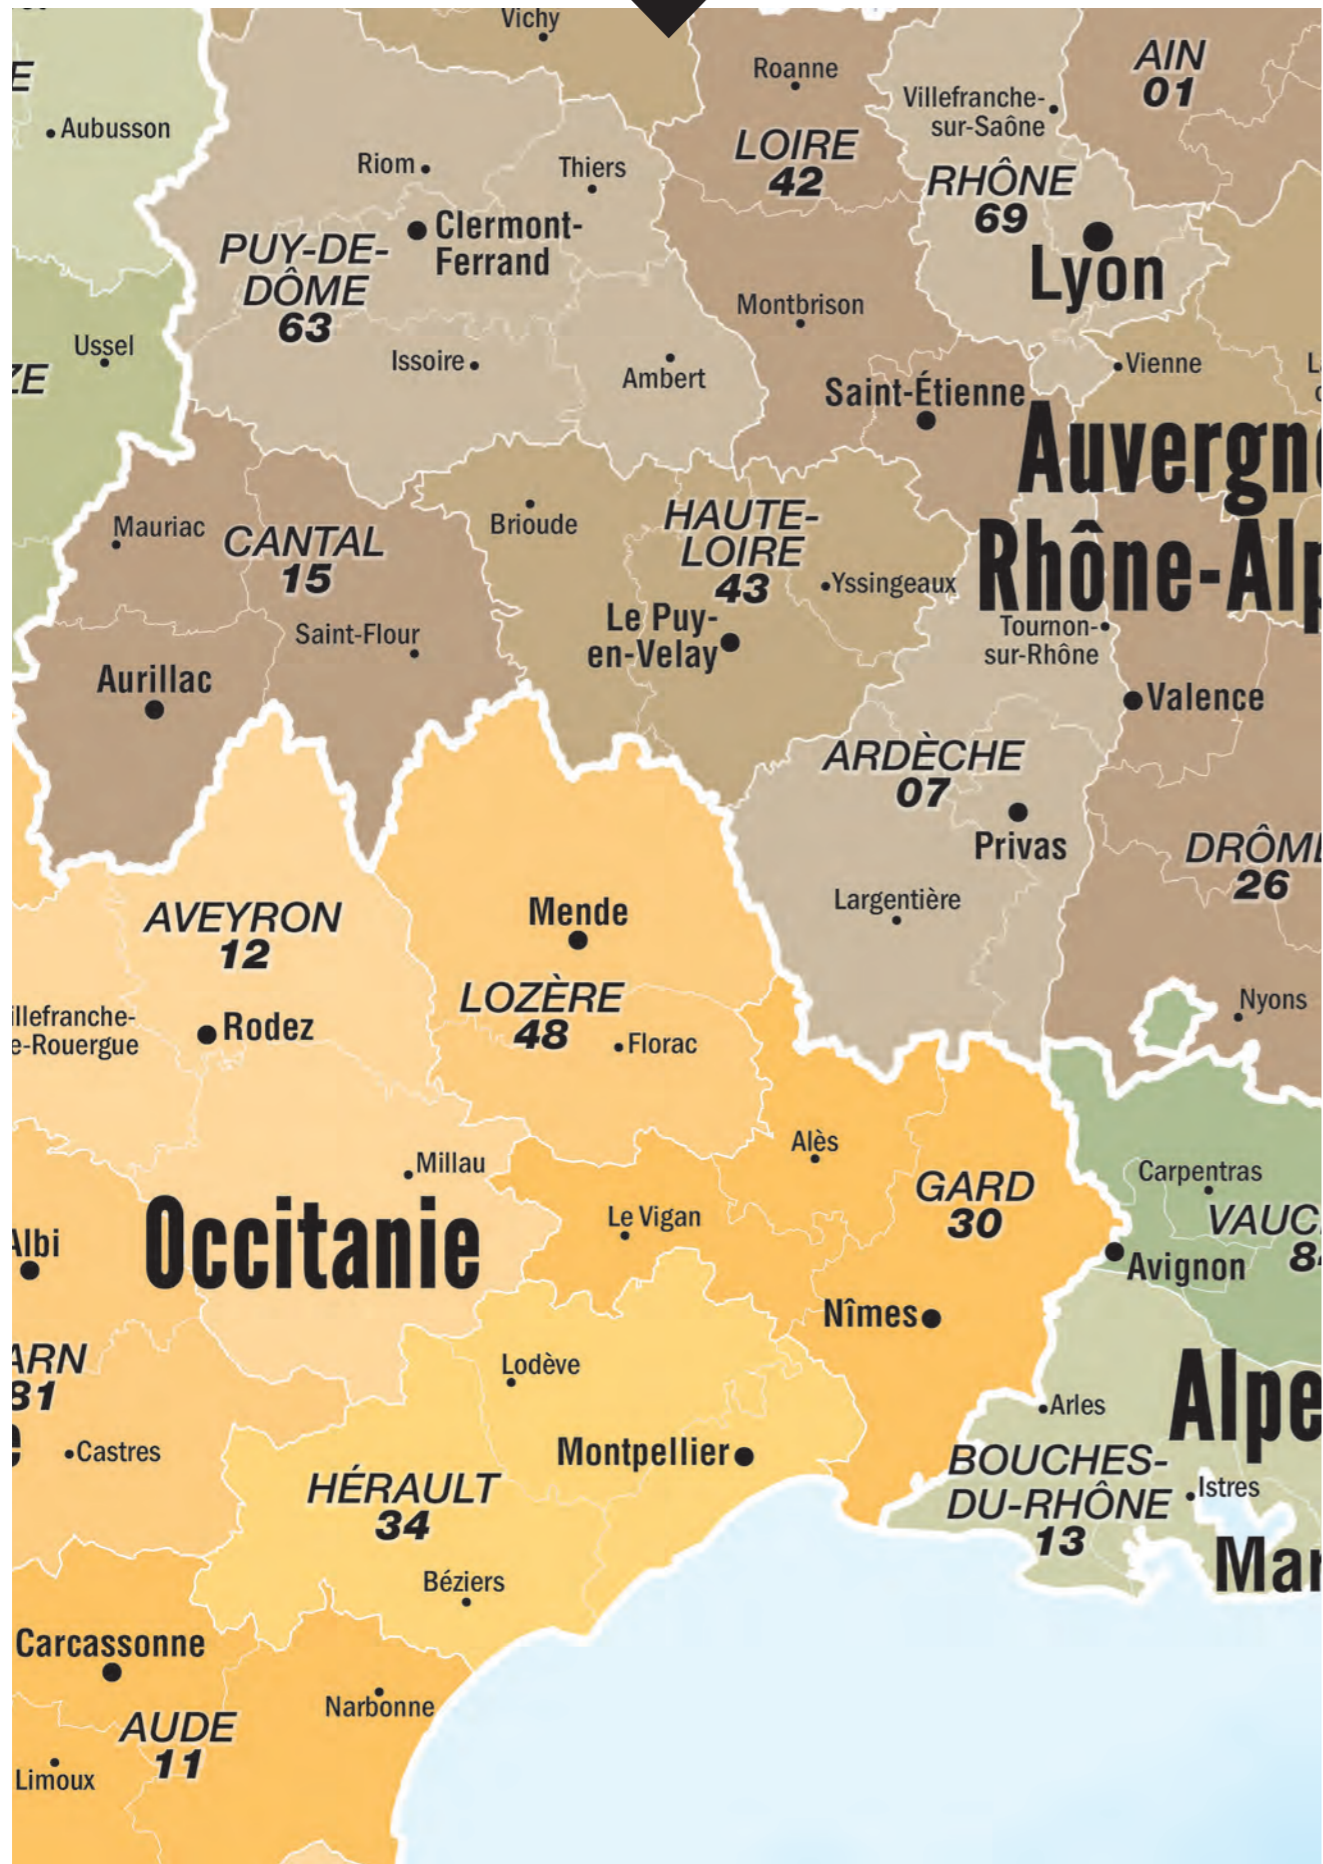 Vichy
Roanne
AIN
01
E
Aubusson
Villefranche-
sur-Saône
LOIRE
42
Riom
Thiers
RHÔNE
69
Clermont-
Ferrand
PUY-DE-
DÔME
63
Lyon
Montbrison
Ussel
ZE
Issoire
Ambert
Vienne
Saint-Étienne
Auvergn
Rhône-Alp
Mauriac
CANTAL
15
Brioude
HAUTE-
LOIRE
43
Yssingeaux
Le Puy-
en-Velay
Saint-Flour
Tournon-
sur-Rhône
Aurillac
Valence
ARDÈCHE
07
Privas
DRÔM
26
Largentière
Mende
AVEYRON
12
LOZÈRE
48
Nyons
illefranche-
e-Rouergue
Rodez
Florac
Alès
Millau
Carpentras
GARD
30
VAUC
84
Le Vigan
Albi
Occitanie
Avignon
Nîmes
ARN
81
Lodève
Alpe
Arles
Castres
Montpellier
BOUCHES-
DU-RHÔNE
13
Istres
HÉRAULT
34
Mar
Béziers
Carcassonne
Narbonne
AUDE
11
Limoux